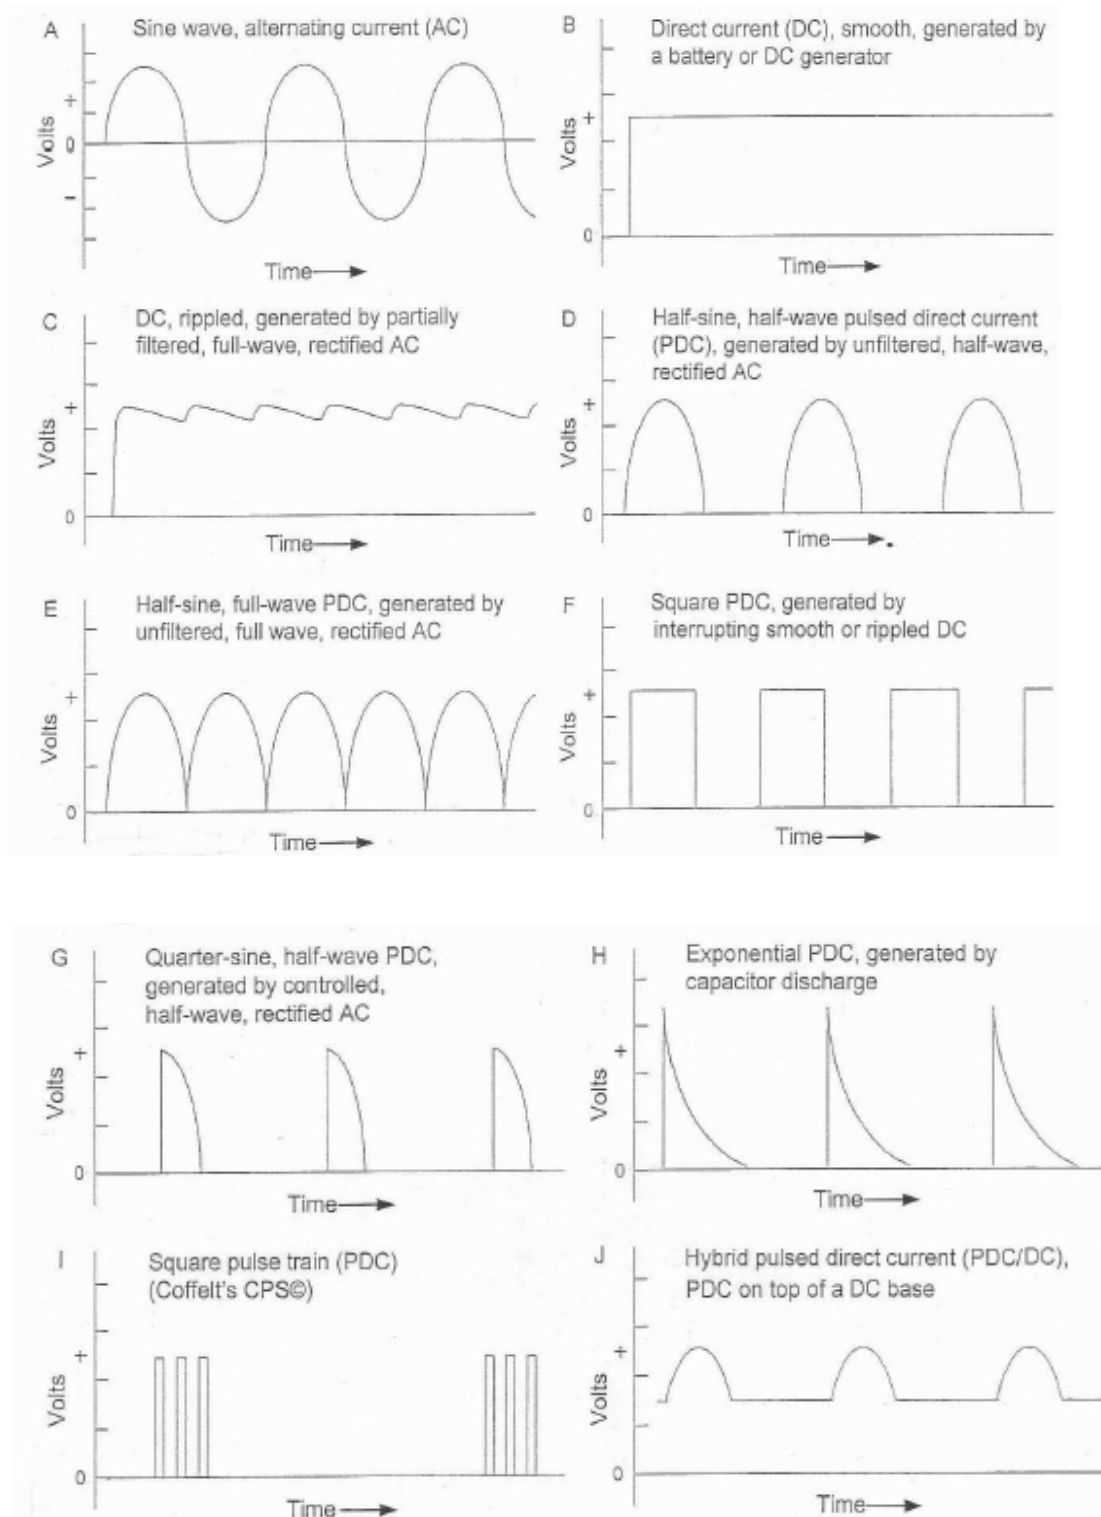 A
Sine wave, alternating current (AC)
Volts
+
0
−
Time
B
Direct current (DC), smooth, generated by
a battery or DC generator
Volts
+
0
Time
C
DC, rippled, generated by partially
filtered, full-wave, rectified AC
Volts
+
0
Time
D
Half-sine, half-wave pulsed direct current
(PDC), generated by unfiltered, half-wave,
rectified AC
Volts
+
0
Time
E
Half-sine, full-wave PDC, generated by
unfiltered, full wave, rectified AC
Volts
+
0
Time
F
Square PDC, generated by
interrupting smooth or rippled DC
Volts
+
0
Time
G
Quarter-sine, half-wave PDC,
generated by controlled,
half-wave, rectified AC
Volts
+
0
Time
H
Exponential PDC, generated by
capacitor discharge
Volts
+
0
Time
I
Square pulse train (PDC)
(Coffelt's CPS©)
Volts
+
0
Time
J
Hybrid pulsed direct current (PDC/DC),
PDC on top of a DC base
Volts
+
0
Time